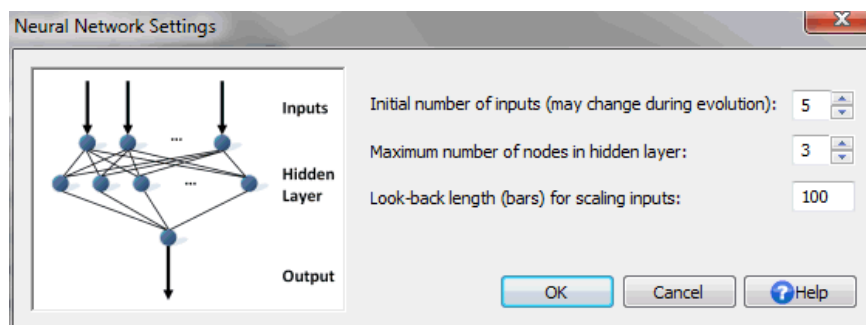 Neural Network Settings
X
Inputs
...
Hidden
Layer
...
Output
Initial number of inputs (may change during evolution): 5
Maximum number of nodes in hidden layer: 3
Look-back length (bars) for scaling inputs: 100
OK Cancel ? Help